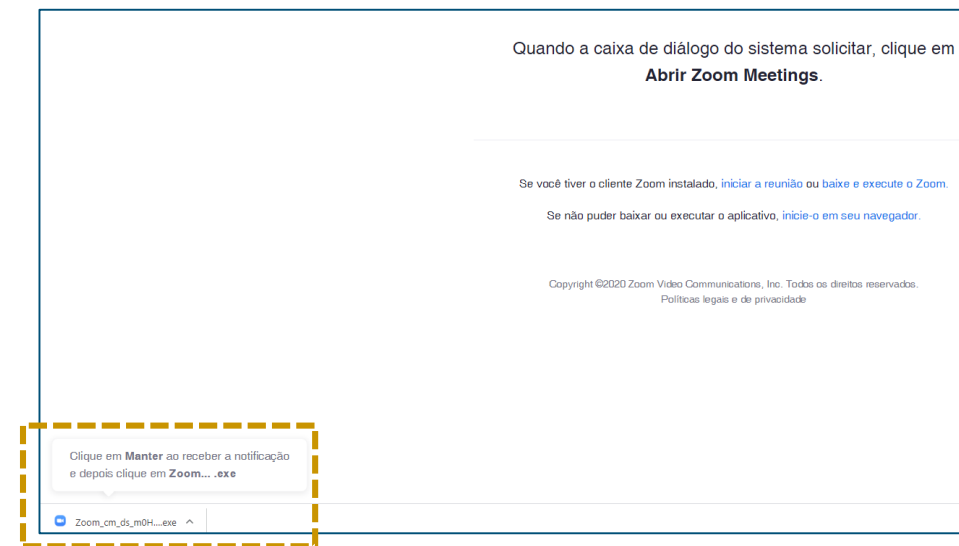 Quando a caixa de diálogo do sistema solicitar, clique em
Abrir Zoom Meetings.
Se você tiver o cliente Zoom instalado, iniciar a reunião ou baixe e execute o Zoom.
Se não puder baixar ou executar o aplicativo, inicie-o em seu navegador.
Copyright ©2020 Zoom Video Communications, Inc. Todos os direitos reservados.
Políticas legais e de privacidade
Clique em Manter ao receber a notificação
e depois clique em Zoom... .exe
Zoom_cm_ds_m0H....exe